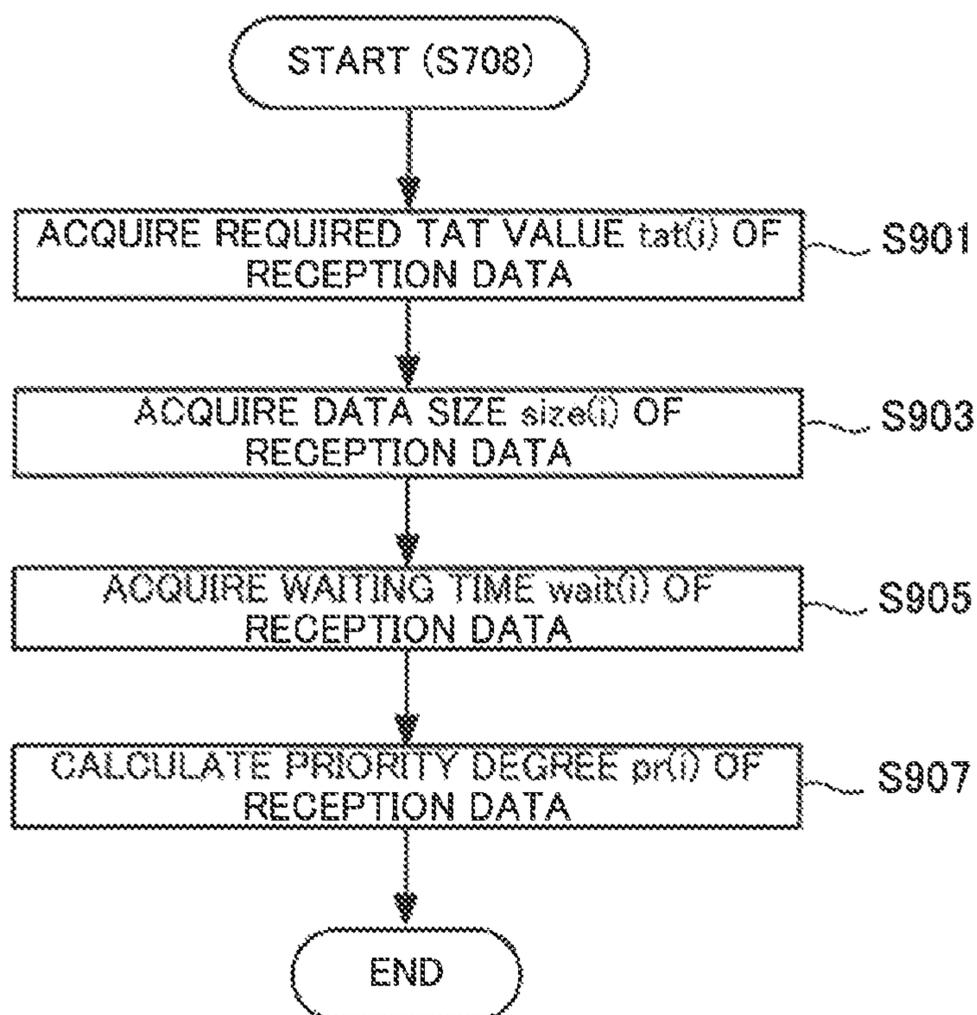 START (S708)
ACQUIRE REQUIRED TAT VALUE tat(i) OF
RECEPTION DATA
S901
ACQUIRE DATA SIZE size(i) OF
RECEPTION DATA
S903
ACQUIRE WAITING TIME wait(i) OF
RECEPTION DATA
S905
CALCULATE PRIORITY DEGREE pr(i) OF
RECEPTION DATA
S907
END